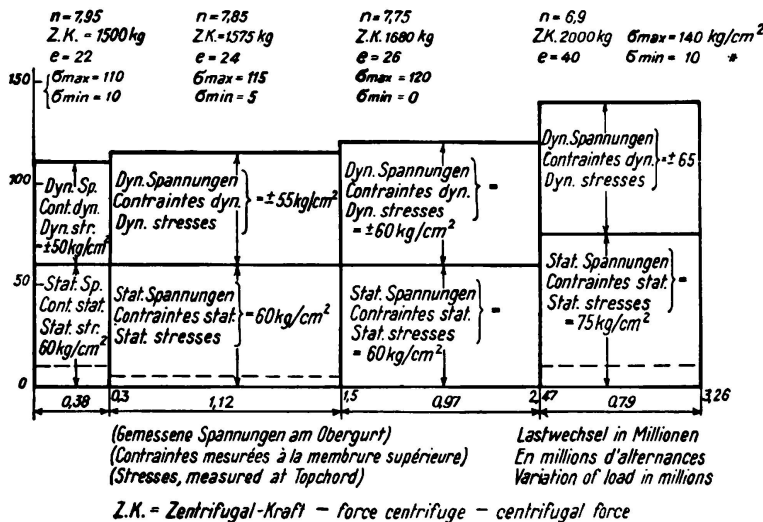 n=7,95
Z.K. = 1500 kg
e = 22
σmax = 110
σmin = 10
n=7,85
Z.K.=1575 kg
e = 24
σmax = 115
σmin = 5
n=7,75
Z.K. 1680 kg
e = 26
σmax = 120
σmin = 0
n=6,9
Z.K. 2000 kg σmax = 140 kg/cm²
e = 40 σmin = 10 "
150
100
50
0
Dyn. Sp.
Cont. dyn.
Dyn. str.
=±50 kg/cm²
Stat. Sp.
Cont. stat.
Stat. str.
60 kg/cm²
Dyn. Spannungen
Contraintes dyn. =±55 kg/cm²
Dyn. stresses
Stat. Spannungen
Contraintes stat. =60 kg/cm²
Stat. stresses
Dyn. Spannungen
Contraintes dyn. =
Dyn. stresses
=±60 kg/cm²
Stat. Spannungen
Contraintes stat. =
Stat. stresses
=60 kg/cm²
Dyn. Spannungen
Contraintes dyn. =±65
Dyn. stresses
Stat. Spannungen
Contraintes stat. =
Stat. stresses
=75 kg/cm²
0,3 1,5 2,47 3,26
0,38 1,12 0,97 0,79
(Gemessene Spannungen am Obergurt)
(Contraintes mesurées à la membrure supérieure)
(Stresses, measured at Topchord)
Lastwechsel in Millionen
En millions d'alternances
Variation of load in millions
Z.K. = Zentrifugal-Kraft – force centrifuge – centrifugal force